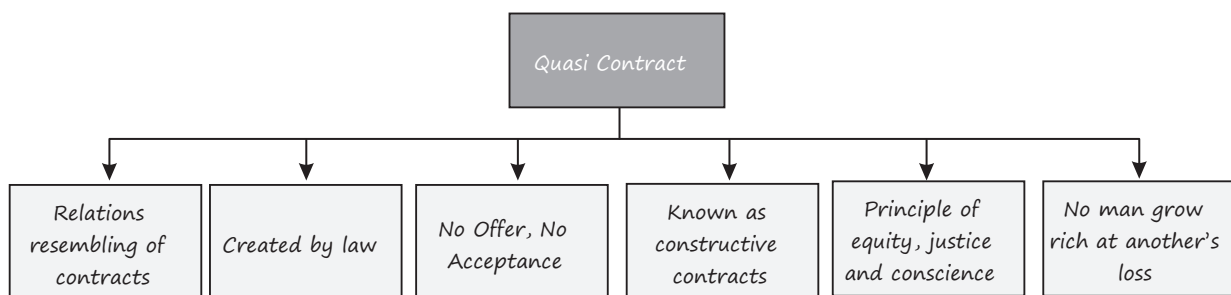 Quasi Contract
Relations
resembling of
contracts
Created by law
No Offer, No
Acceptance
Known as
constructive
contracts
Principle of
equity, justice
and conscience
No man grow
rich at another's
loss